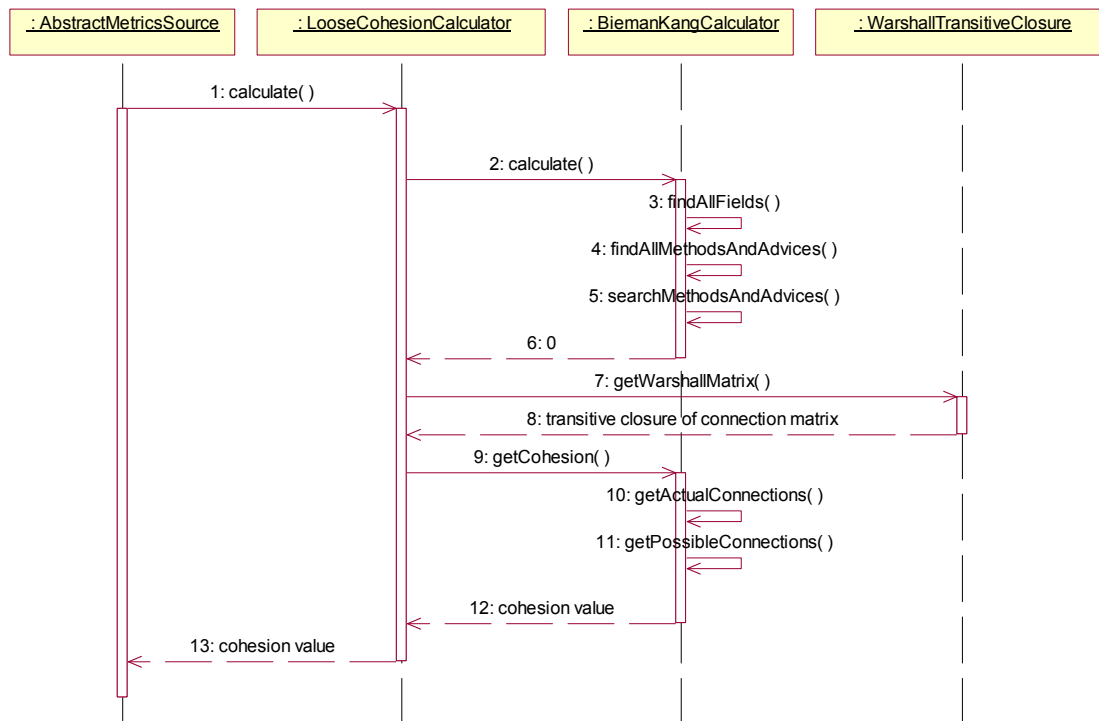 : AbstractMetricsSource
: LooseCohesionCalculator
: BiemanKangCalculator
: WarshallTransitiveClosure
1: calculate( )
2: calculate( )
3: findAllFields( )
4: findAllMethodsAndAdvices( )
5: searchMethodsAndAdvices( )
6: 0
7: getWarshallMatrix( )
8: transitive closure of connection matrix
9: getCohesion( )
10: getActualConnections( )
11: getPossibleConnections( )
12: cohesion value
13: cohesion value